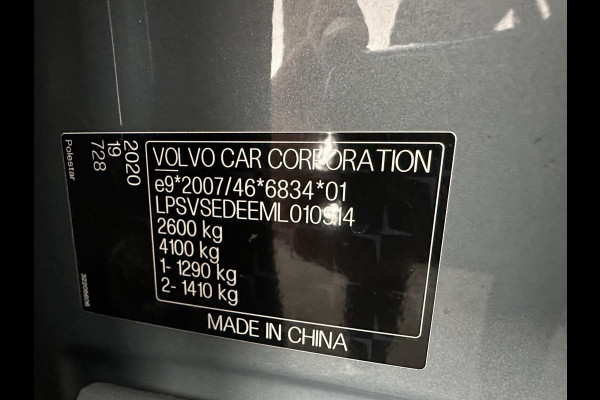 VOLVO CAR CORPORATION
e9*2007/46*6834*01
LPSVSEDEEML010914
2600 kg
4100 kg
1- 1290 kg
2- 1410 kg
MADE IN CHINA
2020
19
728
Polestar